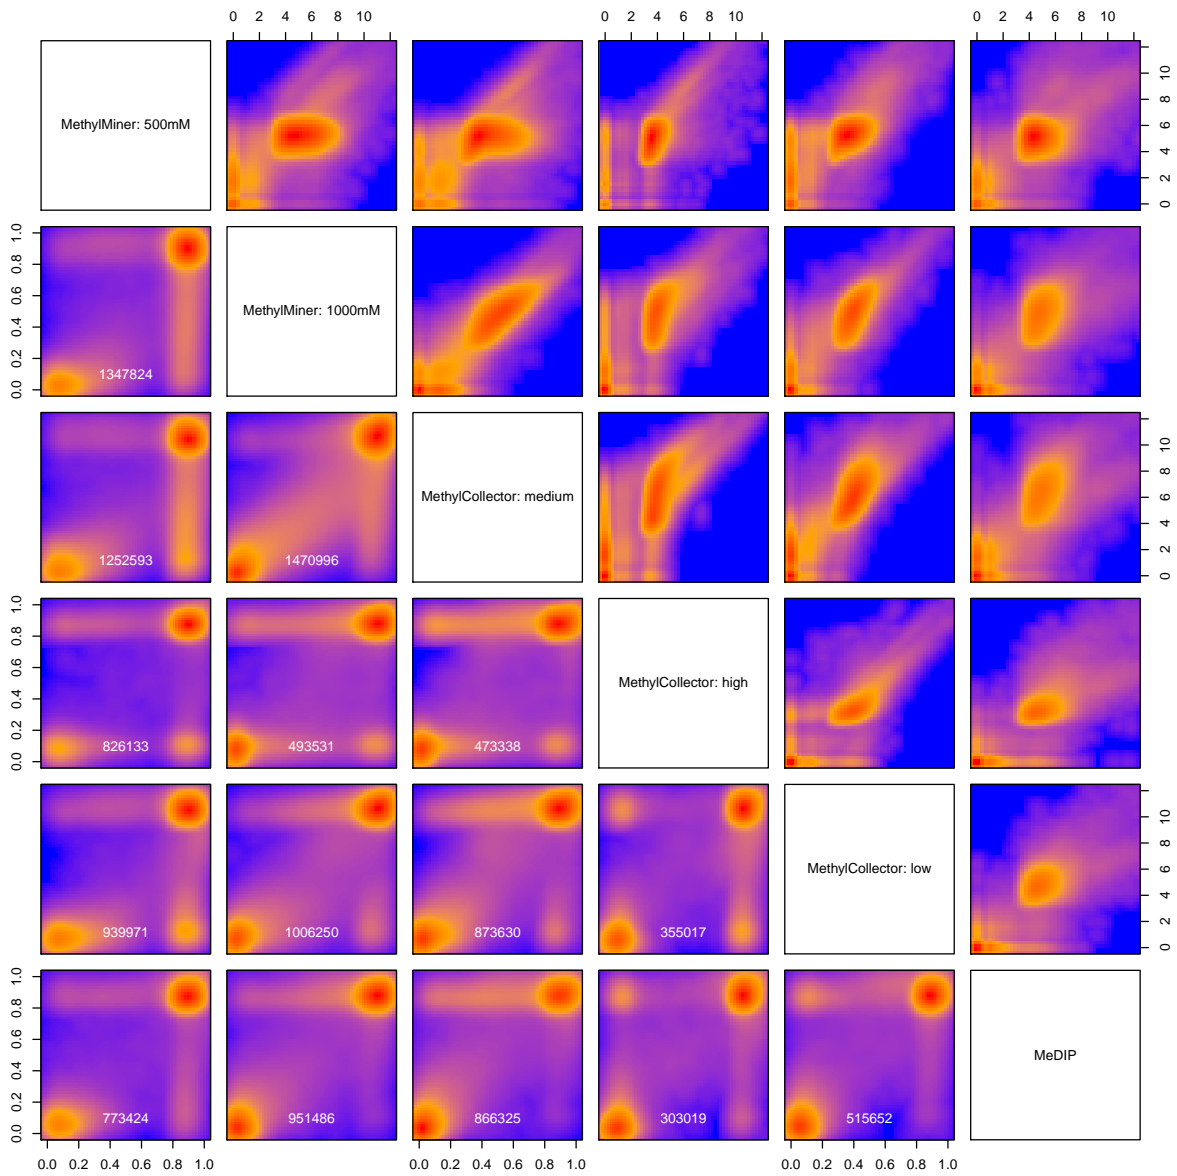 0 2 4 6 8 10 0 2 4 6 8 10 0 2 4 6 8 10
MethylMiner: 500mM
0 2 4 6 8 10
0.0 0.2 0.4 0.6 0.8 1.0
1347824
MethylMiner: 1000mM
1252593
1470996
MethylCollector: medium
0 2 4 6 8 10
0.0 0.2 0.4 0.6 0.8 1.0
826133
493531
473338
MethylCollector: high
939971
1006250
873630
355017
MethylCollector: low
0 2 4 6 8 10
0.0 0.2 0.4 0.6 0.8 1.0
773424
951486
866325
303019
515652
MeDIP
0.0 0.2 0.4 0.6 0.8 1.0 0.0 0.2 0.4 0.6 0.8 1.0 0.0 0.2 0.4 0.6 0.8 1.0